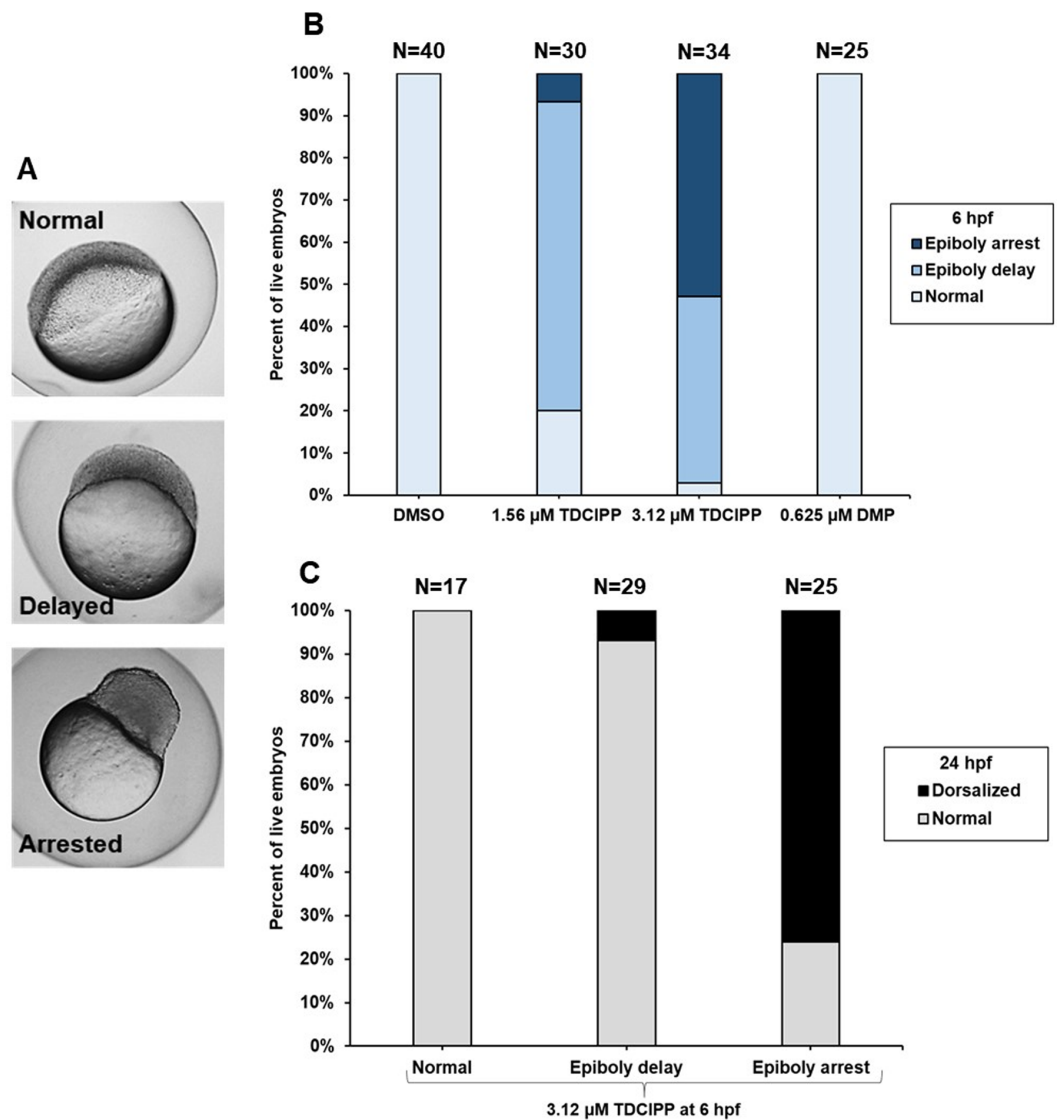 A
Normal
Delayed
Arrested
B
N=40 N=30 N=34 N=25
Percent of live embryos
100%
90%
80%
70%
60%
50%
40%
30%
20%
10%
0%
DMSO 1.56 µM TDCIPP 3.12 µM TDCIPP 0.625 µM DMP
6 hpf
Epiboly arrest
Epiboly delay
Normal
C
N=17 N=29 N=25
Percent of live embryos
100%
90%
80%
70%
60%
50%
40%
30%
20%
10%
0%
Normal Epiboly delay Epiboly arrest
3.12 µM TDCIPP at 6 hpf
24 hpf
Dorsalized
Normal